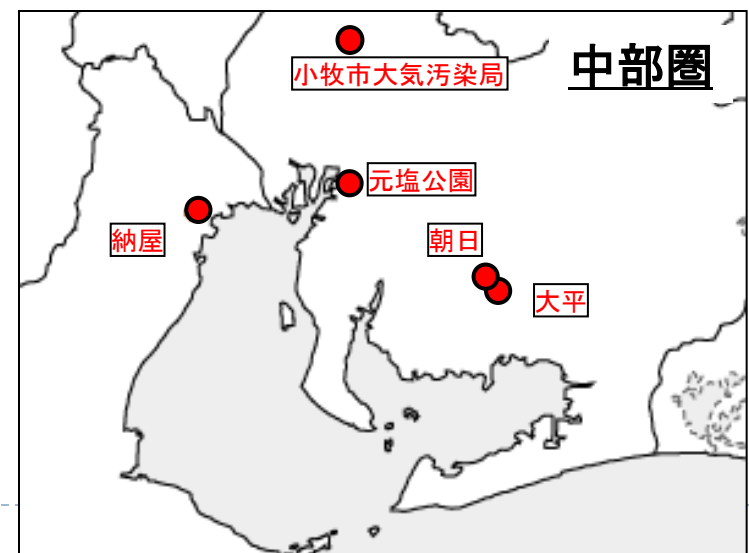 中部圏
小牧市大気汚染局
元塩公園
納屋
朝日
大平